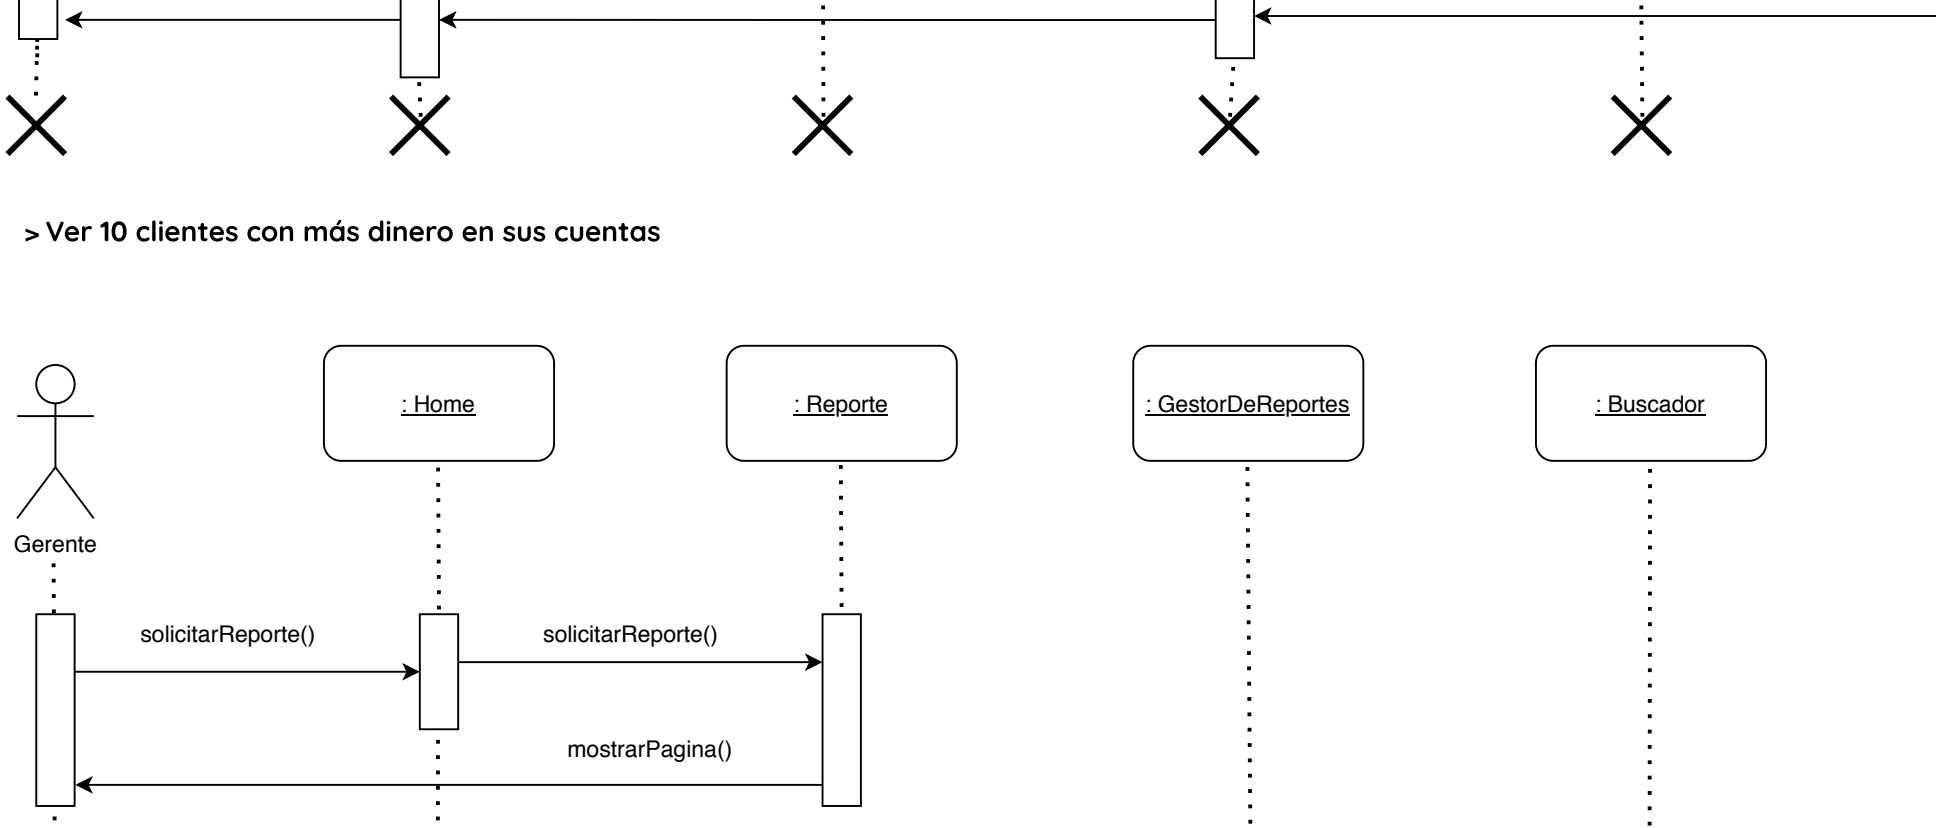 > Ver 10 clientes con más dinero en sus cuentas
: Home
: Reporte
: GestorDeReportes
: Buscador
Gerente
solicitarReporte()
solicitarReporte()
mostrarPagina()